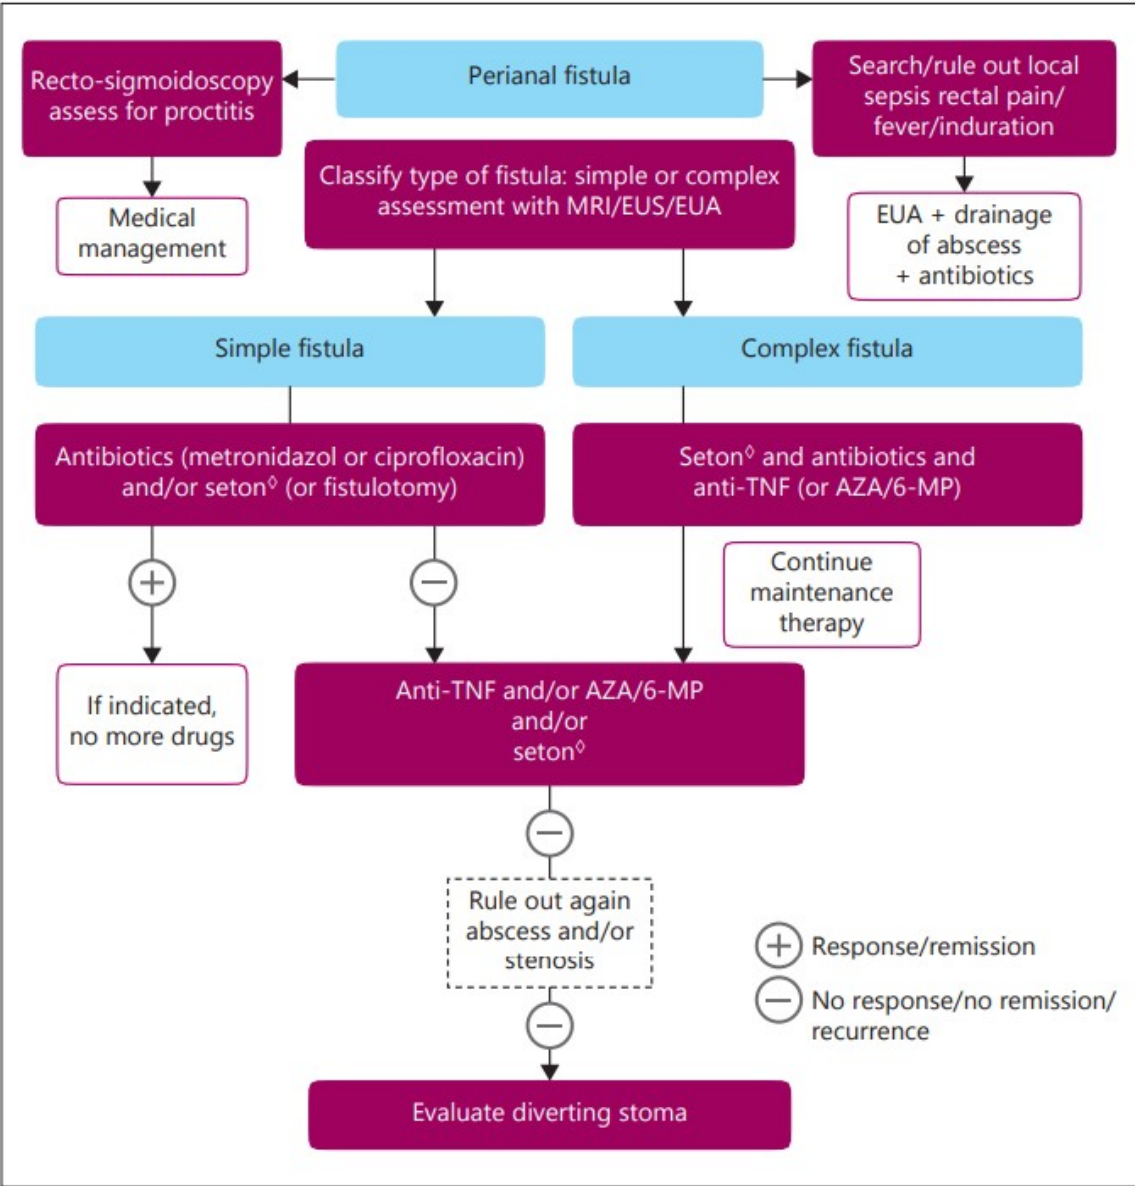 Perianal fistula
Recto-sigmoidoscopy
assess for proctitis
Search/rule out local
sepsis rectal pain/
fever/induration
Medical
management
Classify type of fistula: simple or complex
assessment with MRI/EUS/EUA
EUA + drainage
of abscess
+ antibiotics
Simple fistula
Complex fistula
Antibiotics (metronidazol or ciprofloxacin)
and/or seton◊ (or fistulotomy)
Seton◊ and antibiotics and
anti-TNF (or AZA/6-MP)
+
−
Continue
maintenance
therapy
If indicated,
no more drugs
Anti-TNF and/or AZA/6-MP
and/or
seton◊
−
Rule out again
abscess and/or
stenosis
−
+ Response/remission
− No response/no remission/
recurrence
Evaluate diverting stoma